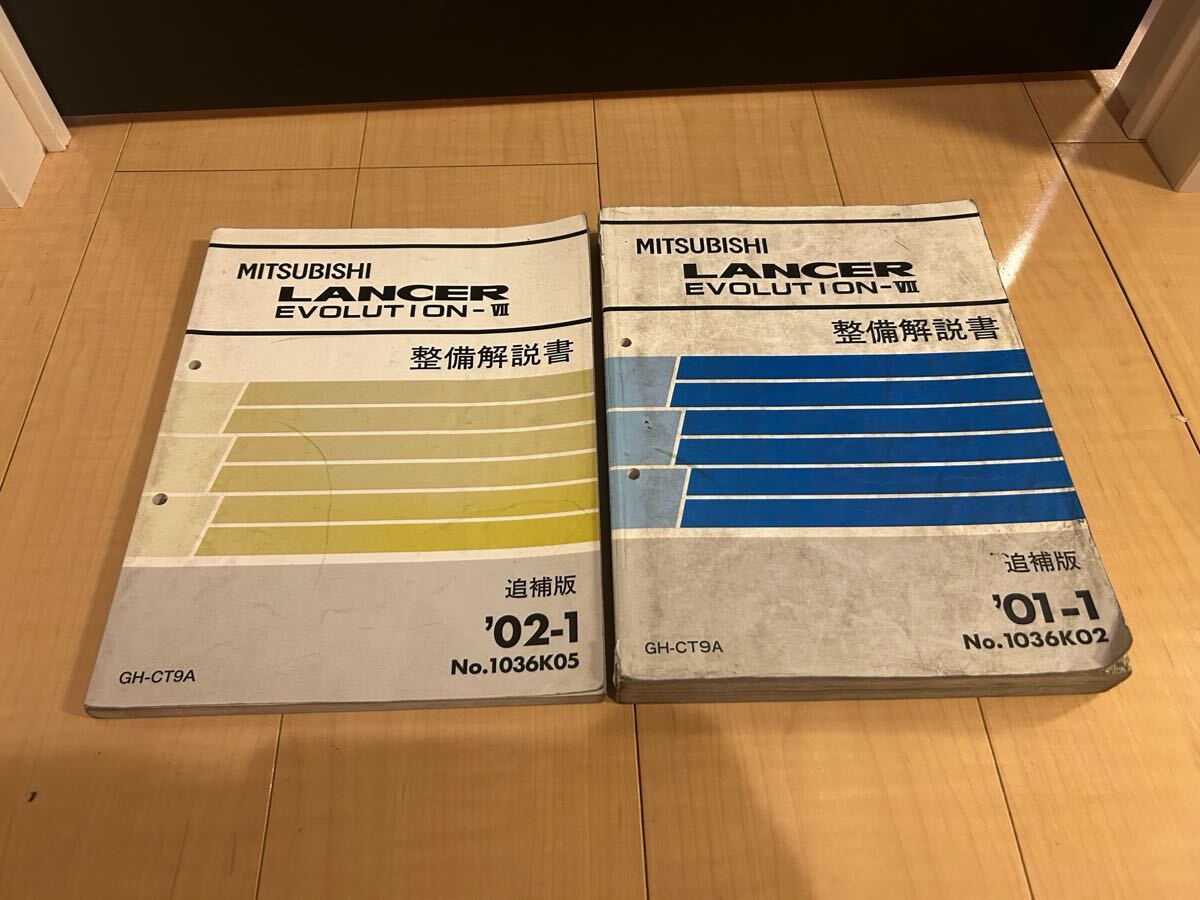 MITSUBISHI
LANCER
EVOLUTION-VII
整備解説書
追補版
'02-1
No.1036K05
GH-CT9A
MITSUBISHI
LANCER
EVOLUTION-VII
整備解説書
追補版
'01-1
No.1036K02
GH-CT9A